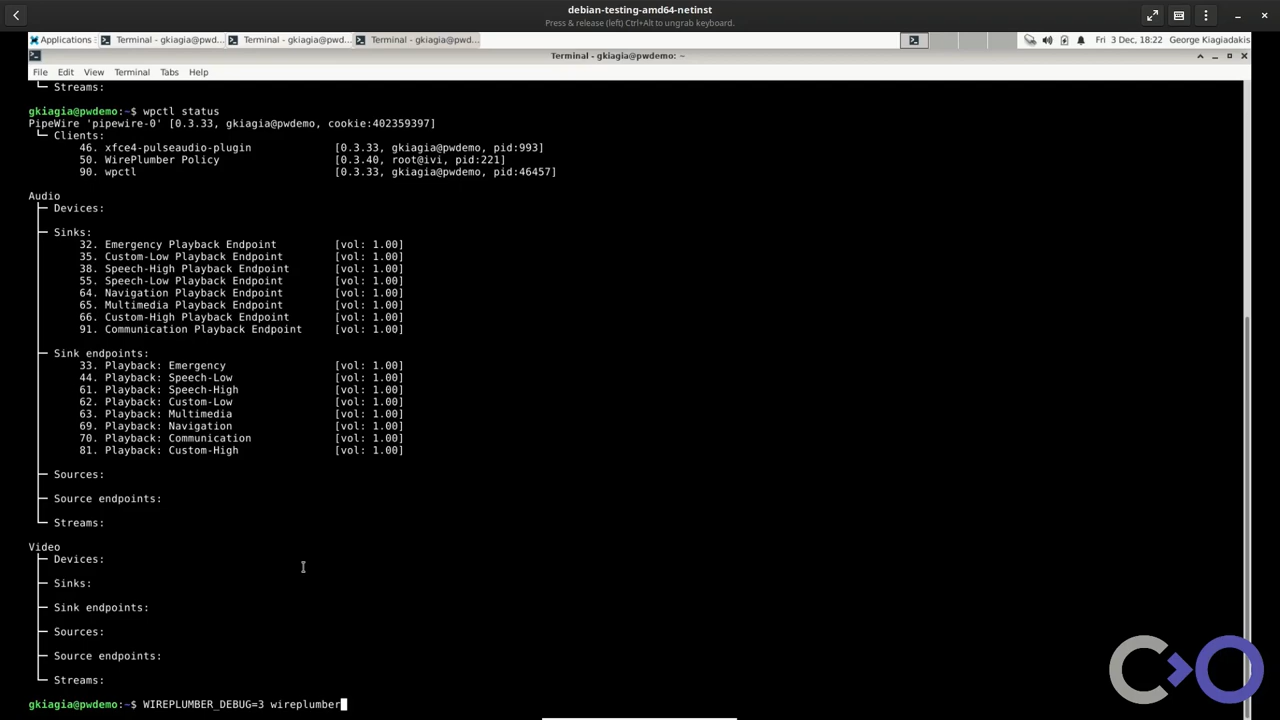 debian-testing-amd64-netinst
Press & release (left) Ctrl+Alt to ungrab keyboard.
Applications Terminal - gkiagia@pwd... Terminal - gkiagia@pwd... Terminal - gkiagia@pwd... Fri 3 Dec, 18:22 George Kiagiadakis
Terminal - gkiagia@pwdemo: ~
File Edit View Terminal Tabs Help
└─ Streams:
gkiagia@pwdemo:~$ wpctl status
PipeWire 'pipewire-0' [0.3.33, gkiagia@pwdemo, cookie:402359397]
└─ Clients:
46. xfce4-pulseaudio-plugin [0.3.33, gkiagia@pwdemo, pid:993]
50. WirePlumber Policy [0.3.40, root@ivi, pid:221]
90. wpctl [0.3.33, gkiagia@pwdemo, pid:46457]
Audio
├─ Devices:
├─ Sinks:
│ 32. Emergency Playback Endpoint [vol: 1.00]
│ 35. Custom-Low Playback Endpoint [vol: 1.00]
│ 38. Speech-High Playback Endpoint [vol: 1.00]
│ 55. Speech-Low Playback Endpoint [vol: 1.00]
│ 64. Navigation Playback Endpoint [vol: 1.00]
│ 65. Multimedia Playback Endpoint [vol: 1.00]
│ 66. Custom-High Playback Endpoint [vol: 1.00]
│ 91. Communication Playback Endpoint [vol: 1.00]
├─ Sink endpoints:
│ 33. Playback: Emergency [vol: 1.00]
│ 44. Playback: Speech-Low [vol: 1.00]
│ 61. Playback: Speech-High [vol: 1.00]
│ 62. Playback: Custom-Low [vol: 1.00]
│ 63. Playback: Multimedia [vol: 1.00]
│ 69. Playback: Navigation [vol: 1.00]
│ 70. Playback: Communication [vol: 1.00]
│ 81. Playback: Custom-High [vol: 1.00]
├─ Sources:
├─ Source endpoints:
└─ Streams:
Video
├─ Devices:
├─ Sinks:
├─ Sink endpoints:
├─ Sources:
├─ Source endpoints:
└─ Streams:
gkiagia@pwdemo:~$ WIREPLUMBER_DEBUG=3 wireplumber